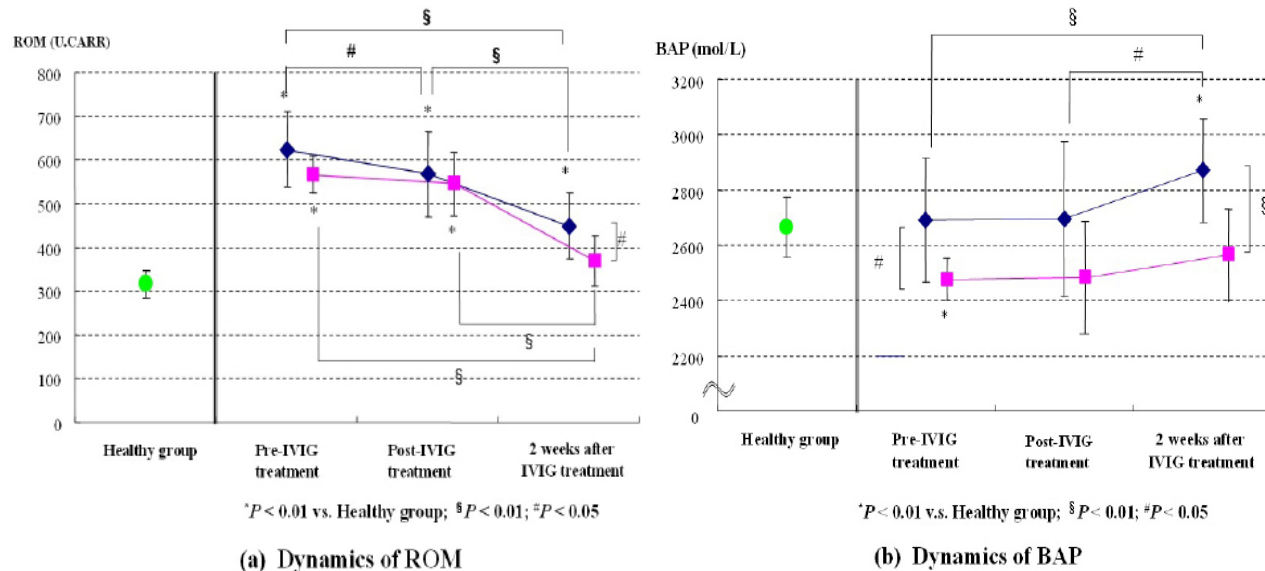 ROM (U.CARR)
800
700
600
500
400
300
200
100
0
§
#
§
*
*
*
*
*
#
§
§
Healthy group
Pre-IVIG
treatment
Post-IVIG
treatment
2 weeks after
IVIG treatment
*P < 0.01 vs. Healthy group; §P < 0.01; #P < 0.05
(a) Dynamics of ROM
BAP (mol/L)
3200
3000
2800
2600
2400
2200
0
§
#
*
§
#
*
Healthy group
Pre-IVIG
treatment
Post-IVIG
treatment
2 weeks after
IVIG treatment
*P < 0.01 v.s. Healthy group; §P < 0.01; #P < 0.05
(b) Dynamics of BAP